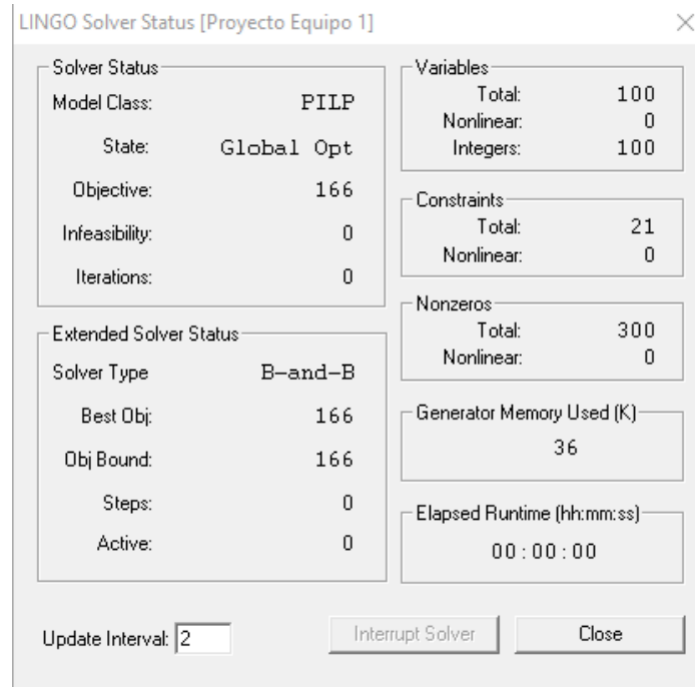 LINGO Solver Status [Proyecto Equipo 1]
Solver Status
Model Class: PILP
State: Global Opt
Objective: 166
Infeasibility: 0
Iterations: 0
Extended Solver Status
Solver Type B-and-B
Best Obj: 166
Obj Bound: 166
Steps: 0
Active: 0
Variables
Total: 100
Nonlinear: 0
Integers: 100
Constraints
Total: 21
Nonlinear: 0
Nonzeros
Total: 300
Nonlinear: 0
Generator Memory Used (K)
36
Elapsed Runtime (hh:mm:ss)
00:00:00
Update Interval: 2
Interrupt Solver
Close